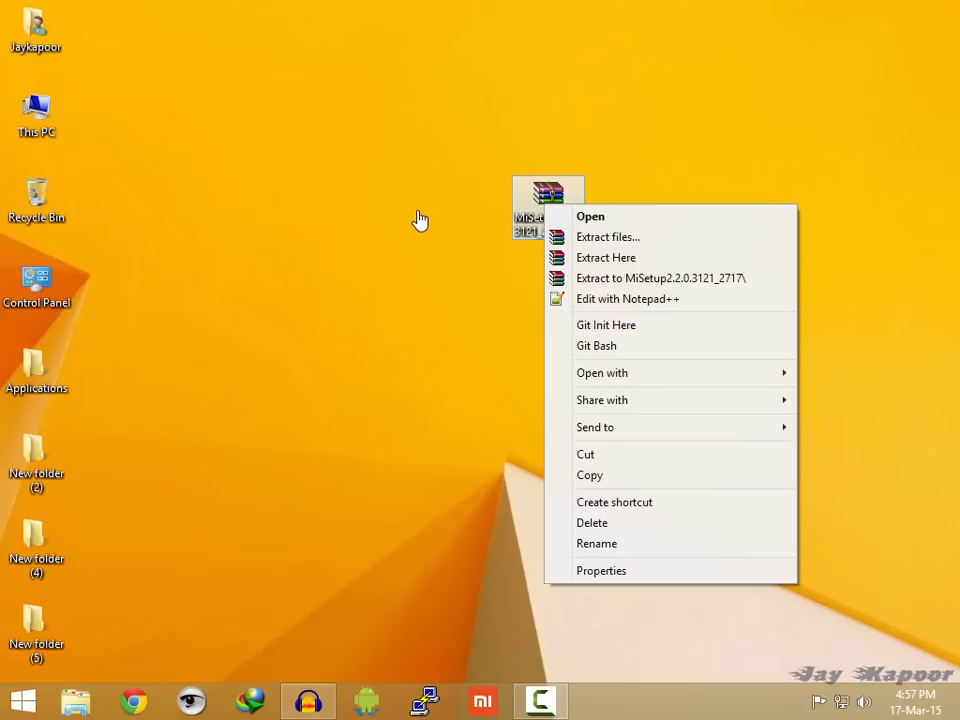 Jaykapoor
This PC
Recycle Bin
Control Panel
Applications
New folder
(2)
New folder
(4)
New folder
(5)
3121_
Open
Extract files...
Extract Here
Extract to MiSetup2.2.0.3121_2717\
Edit with Notepad++
Git Init Here
Git Bash
Open with
Share with
Send to
Cut
Copy
Create shortcut
Delete
Rename
Properties
Jay Kapoor
mi
C
4:57 PM
17-Mar-15